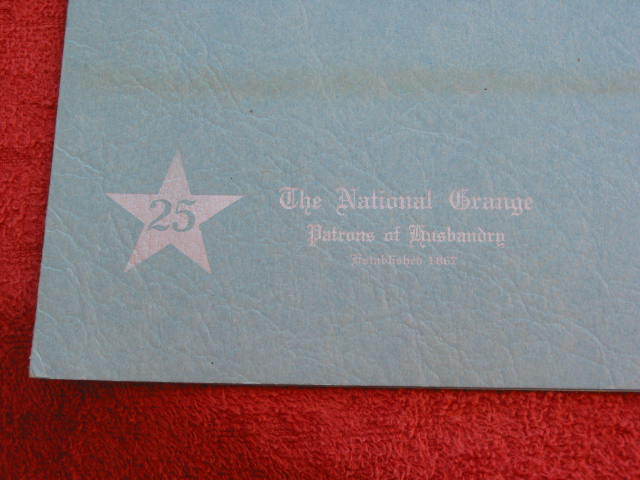 25
The National Grange
Patrons of Husbandry
Established 1867